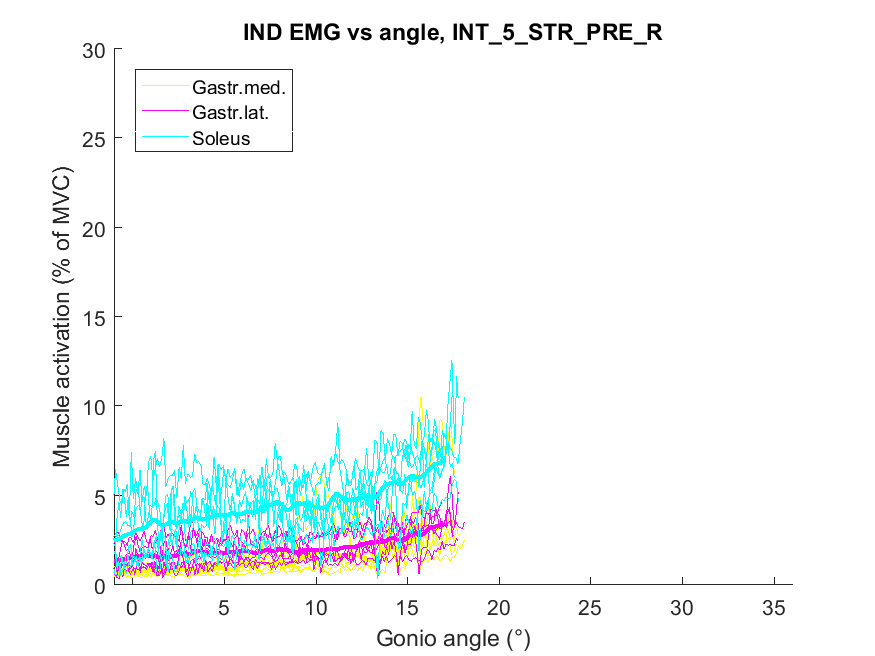 IND EMG vs angle, INT_5_STR_PRE_R
30
25
20
15
10
5
0
Muscle activation (% of MVC)
Gastr.med.
Gastr.lat.
Soleus
0 5 10 15 20 25 30 35
Gonio angle (°)